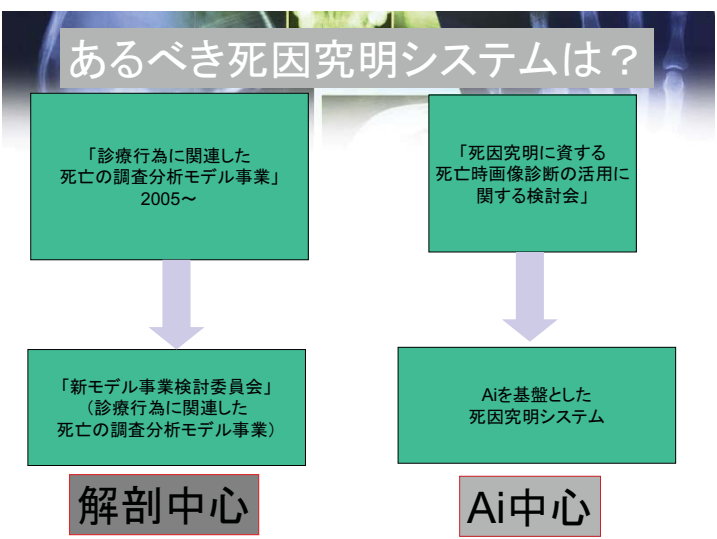 あるべき死因究明システムは？
「診療行為に関連した
死亡の調査分析モデル事業」
2005～
「死因究明に資する
死亡時画像診断の活用に
関する検討会」
「新モデル事業検討委員会」
（診療行為に関連した
死亡の調査分析モデル事業）
Aiを基盤とした
死因究明システム
解剖中心
Ai中心